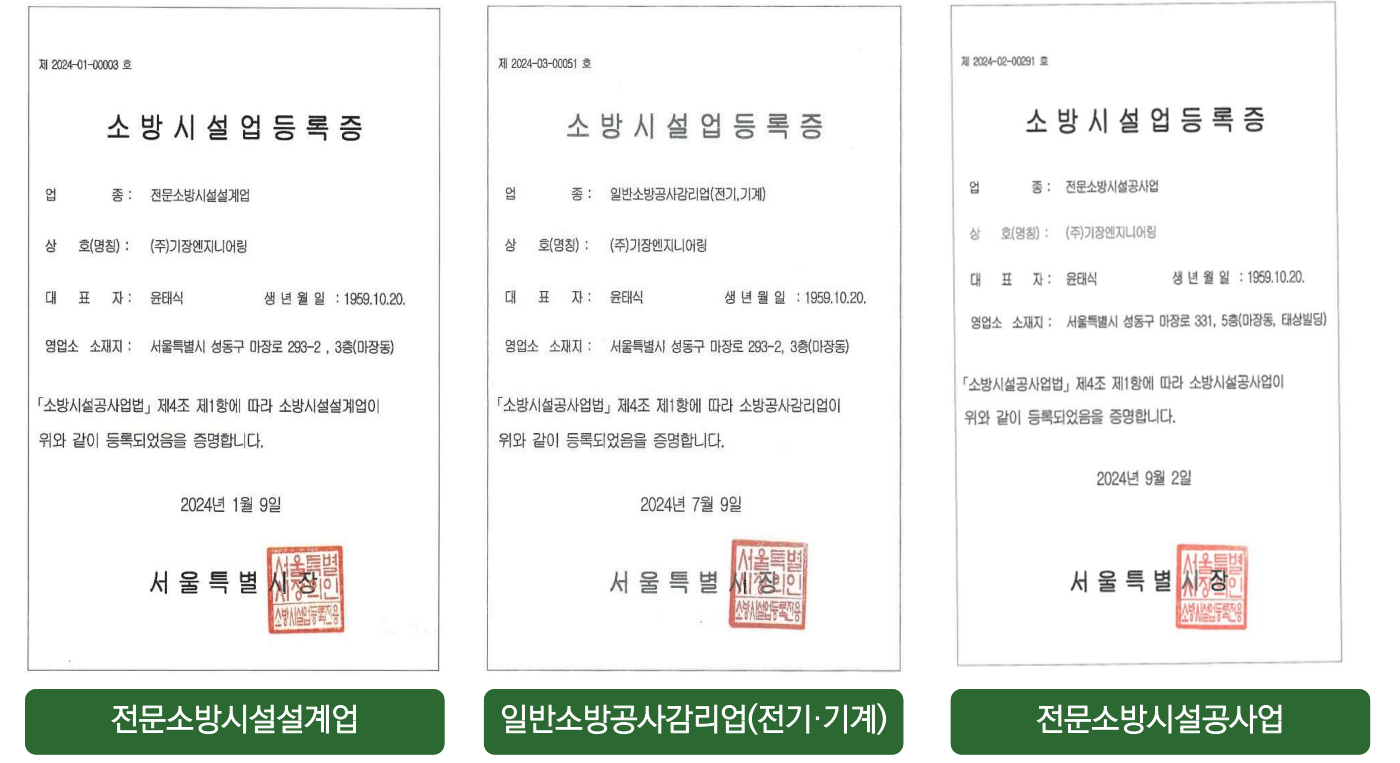 제 2024-01-00003 호
소방시설업등록증
업 종 : 전문소방시설설계업
상 호(명칭) : (주)기장엔지니어링
대 표 자 : 윤태식 생 년 월 일 : 1959.10.20.
영업소 소재지 : 서울특별시 성동구 마장로 293-2 , 3층(마장동)
「소방시설공사업법」 제4조 제1항에 따라 소방시설설계업이
위와 같이 등록되었음을 증명합니다.
2024년 1월 9일
서울특별시장
서울특별
시장의인
소방시설업등록전용
전문소방시설설계업
제 2024-03-00051 호
소방시설업등록증
업 종 : 일반소방공사감리업(전기,기계)
상 호(명칭) : (주)기장엔지니어링
대 표 자 : 윤태식 생 년 월 일 : 1959.10.20.
영업소 소재지 : 서울특별시 성동구 마장로 293-2, 3층(마장동)
「소방시설공사업법」 제4조 제1항에 따라 소방공사감리업이
위와 같이 등록되었음을 증명합니다.
2024년 7월 9일
서울특별시장
서울특별
시장의인
소방시설업등록전용
일반소방공사감리업(전기·기계)
제 2024-02-00291 호
소방시설업등록증
업 종 : 전문소방시설공사업
상 호(명칭) : (주)기장엔지니어링
대 표 자 : 윤태식 생 년 월 일 : 1959.10.20.
영업소 소재지 : 서울특별시 성동구 마장로 331, 5층(마장동, 태상빌딩)
「소방시설공사업법」 제4조 제1항에 따라 소방시설공사업이
위와 같이 등록되었음을 증명합니다.
2024년 9월 2일
서울특별시장
서울특별
시장의인
소방시설업등록전용
전문소방시설공사업